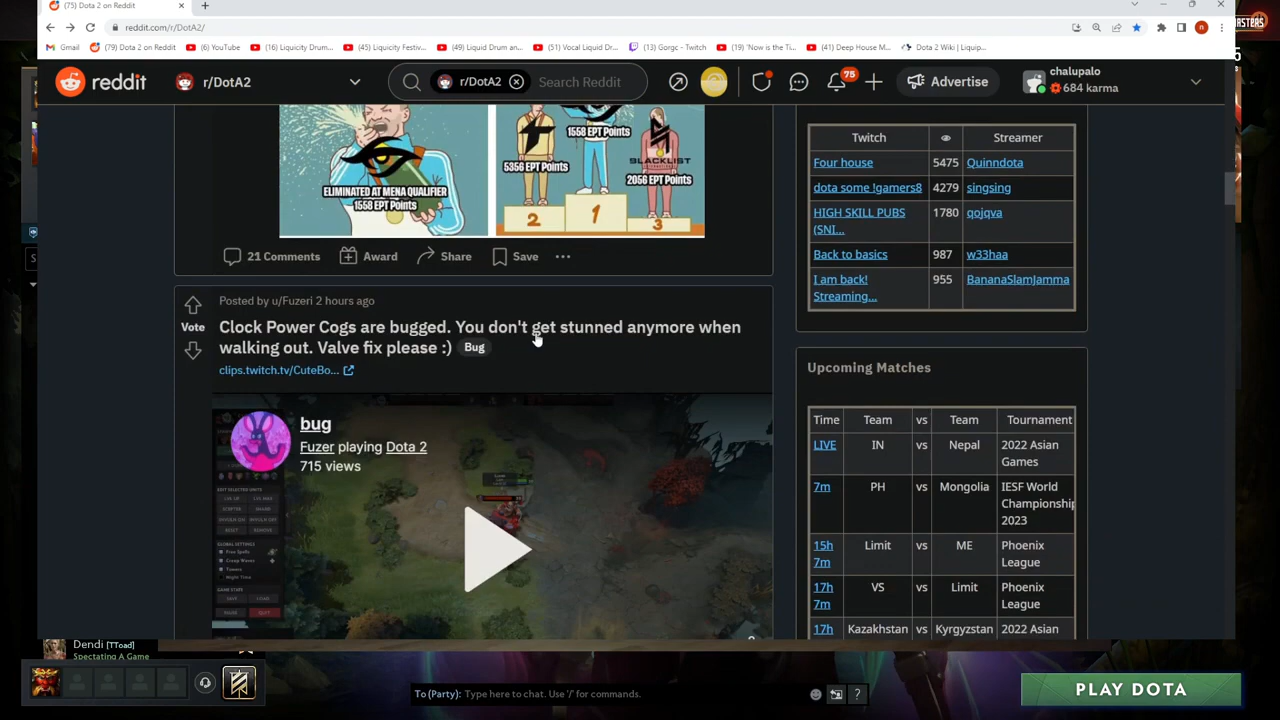 (75) Dota 2 on Reddit
reddit.com/r/DotA2/
Gmail (79) Dota 2 on Reddit (6) YouTube (16) Liquicity Drum... (45) Liquicity Festiv... (49) Liquid Drum an... (51) Vocal Liquid Dr... (13) Gorgc - Twitch (19) 'Now is the Ti... (41) Deep House M... Dota 2 Wiki | Liquip...
reddit r/DotA2 r/DotA2 Search Reddit 75 Advertise chalupalo
684 karma
ELIMINATED AT MENA QUALIFIER
1558 EPT Points
5356 EPT Points
1558 EPT Points
BLACKLIST
2056 EPT Points
2 1 3
21 Comments Award Share Save
Posted by u/Fuzeri 2 hours ago
Vote
Clock Power Cogs are bugged. You don't get stunned anymore when
walking out. Valve fix please :) Bug
clips.twitch.tv/CuteBo...
bug
Fuzer playing Dota 2
715 views
Twitch Streamer
Four house 5475 Quinndota
dota some !gamers8 4279 singsing
HIGH SKILL PUBS 1780 qojqva
(SNI...
Back to basics 987 w33haa
I am back! 955 BananaSlamJamma
Streaming...
Upcoming Matches
Time Team vs Team Tournament
LIVE IN vs Nepal 2022 Asian
Games
7m PH vs Mongolia IESF World
Championship
2023
15h Limit vs ME Phoenix
7m League
17h VS vs Limit Phoenix
7m League
17h Kazakhstan vs Kyrgyzstan 2022 Asian
Dendi [TToad]
Spectating A Game
To (Party): Type here to chat. Use '/' for commands.
PLAY DOTA